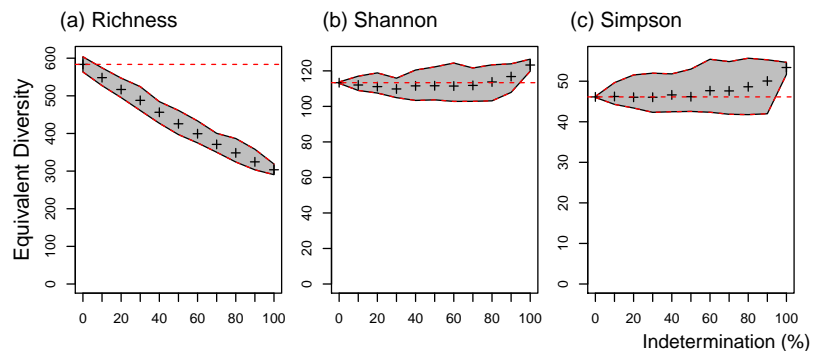 (a) Richness
(b) Shannon
(c) Simpson
Equivalent Diversity
0 100 200 300 400 500 600
0 20 40 60 80 100 120
0 10 20 30 40 50
0 20 40 60 80 100
0 20 40 60 80 100
0 20 40 60 80 100
Indetermination (%)